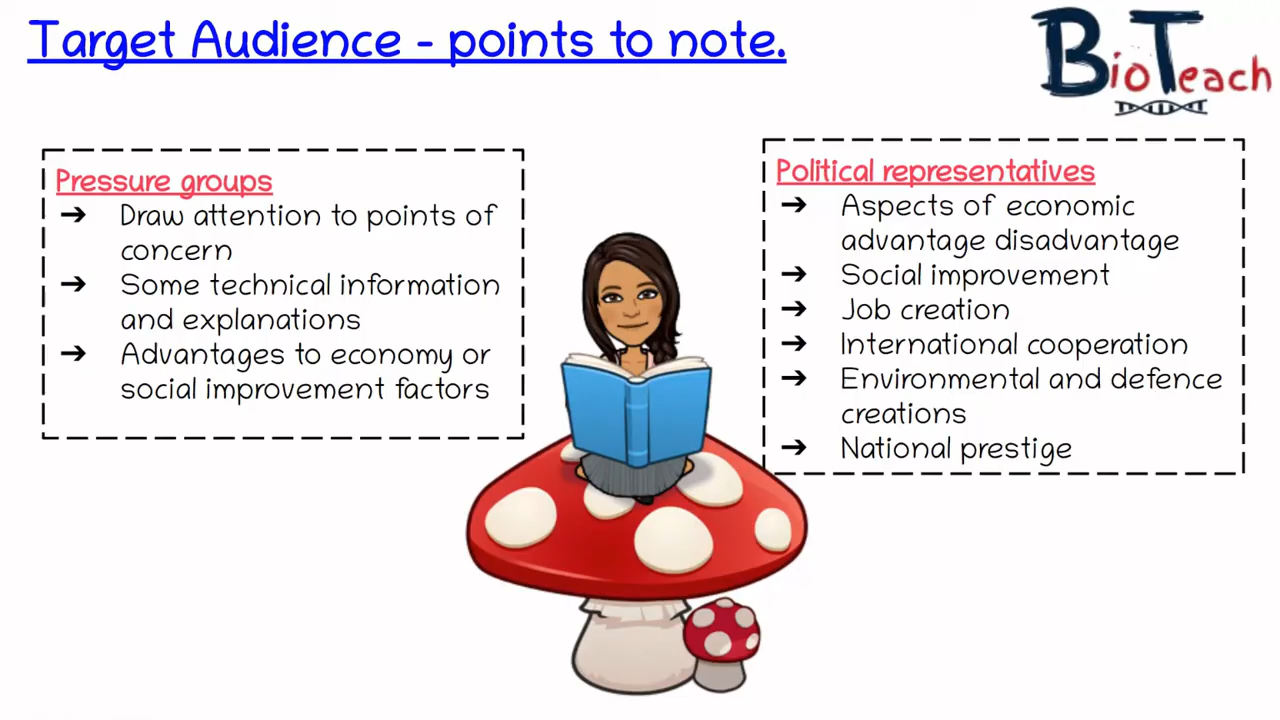 Target Audience - points to note.
BioTeach
Pressure groups
➔ Draw attention to points of
concern
➔ Some technical information
and explanations
➔ Advantages to economy or
social improvement factors
Political representatives
➔ Aspects of economic
advantage disadvantage
➔ Social improvement
➔ Job creation
➔ International cooperation
➔ Environmental and defence
creations
➔ National prestige